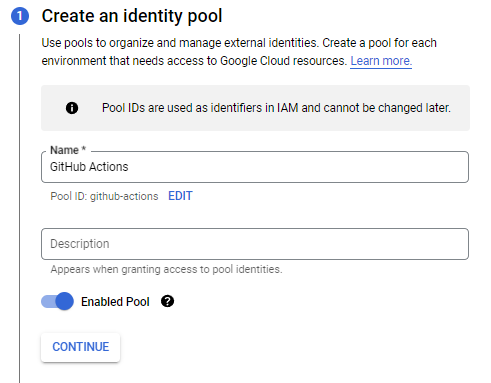 1 Create an identity pool
Use pools to organize and manage external identities. Create a pool for each
environment that needs access to Google Cloud resources. Learn more.
Pool IDs are used as identifiers in IAM and cannot be changed later.
Name *
GitHub Actions
Pool ID: github-actions EDIT
Description
Appears when granting access to pool identities.
Enabled Pool
CONTINUE